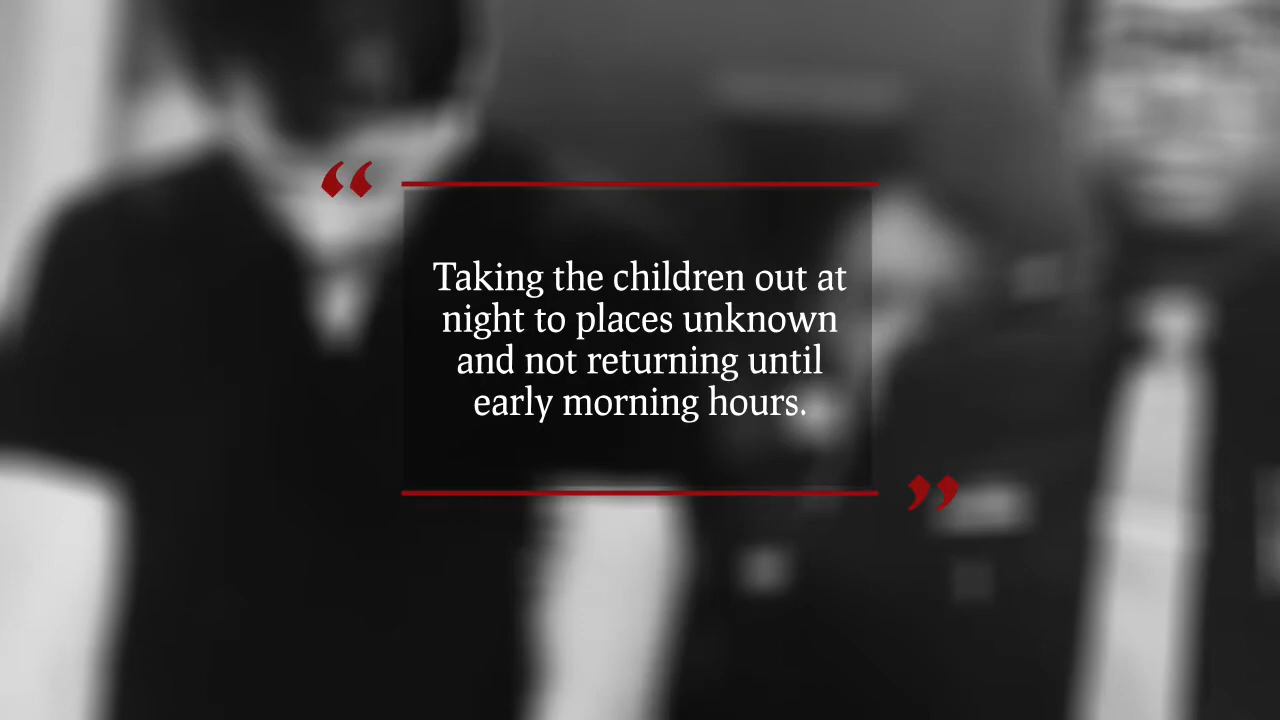 “
Taking the children out at
night to places unknown
and not returning until
early morning hours.
”